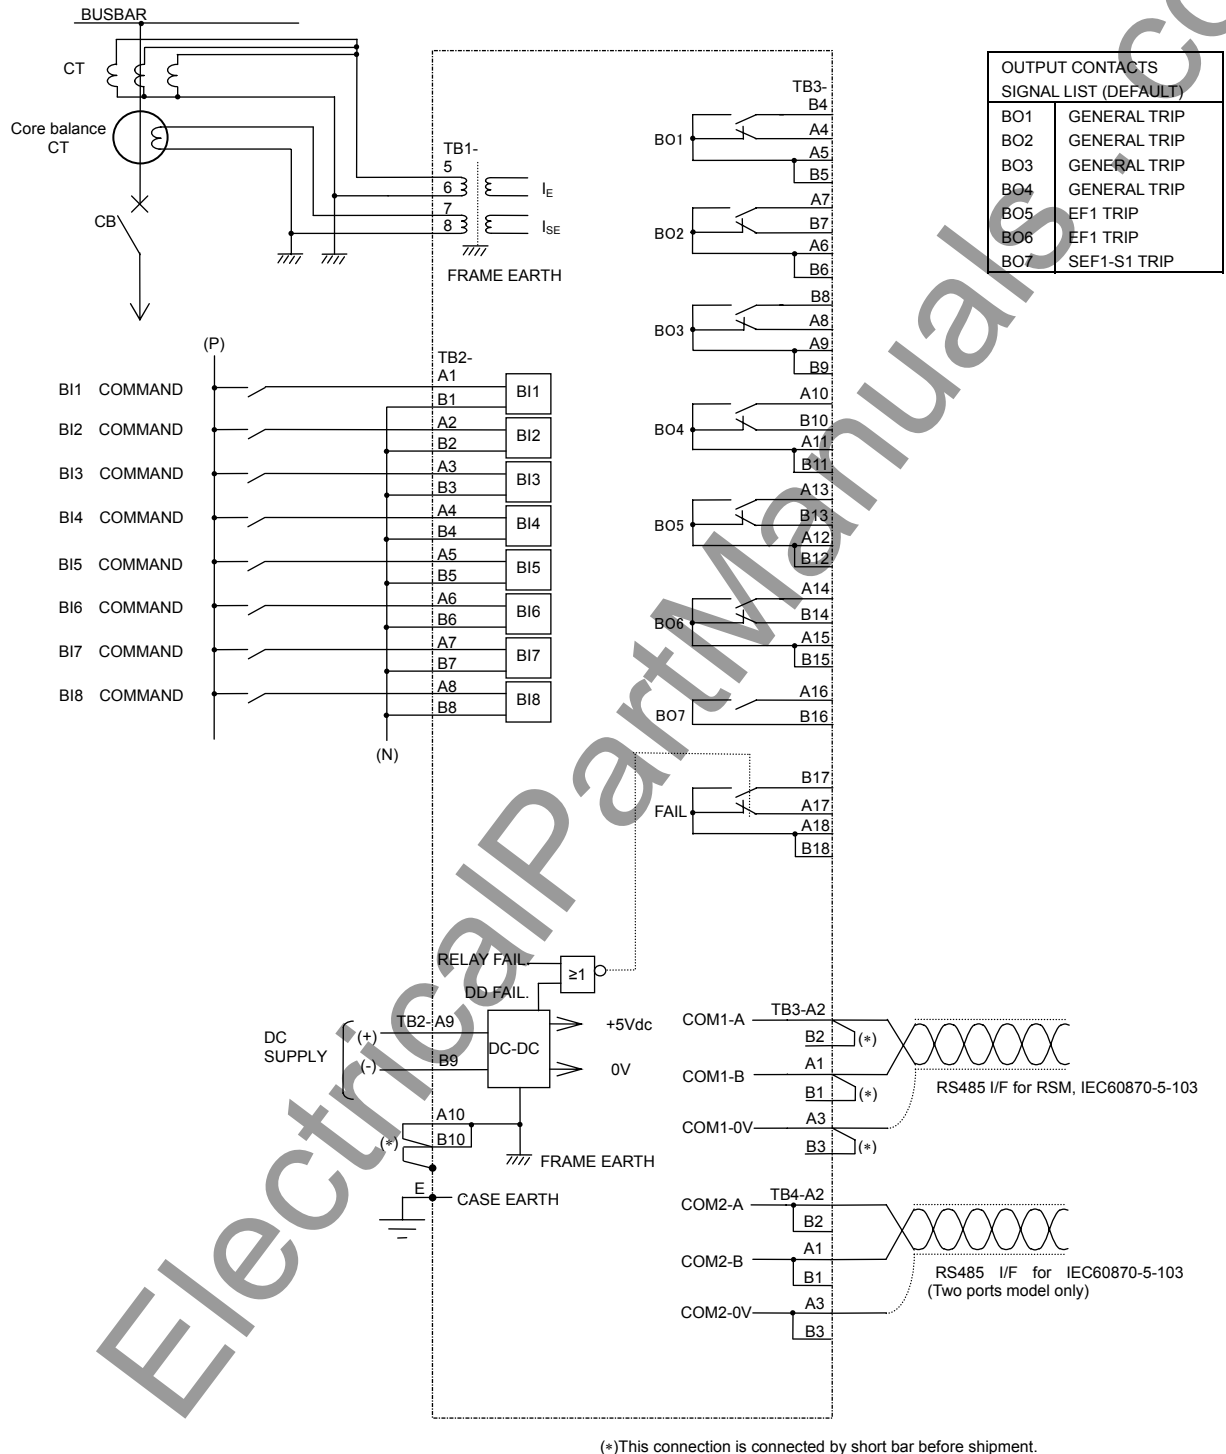 BUSBAR
CT
Core balance
CT
CB
TB1-
5
6
7
8
I_E
I_SE
FRAME EARTH
(P)
TB2-
BI1 COMMAND A1 BI1
B1
BI2 COMMAND A2 BI2
B2
BI3 COMMAND A3 BI3
B3
BI4 COMMAND A4 BI4
B4
BI5 COMMAND A5 BI5
B5
BI6 COMMAND A6 BI6
B6
BI7 COMMAND A7 BI7
B7
BI8 COMMAND A8 BI8
B8
(N)
TB3-
B4
BO1 A4
A5
B5
A7
BO2 B7
A6
B6
B8
BO3 A8
A9
B9
A10
BO4 B10
A11
B11
A13
BO5 B13
A12
B12
A14
BO6 B14
A15
B15
A16
BO7 B16
B17
FAIL A17
A18
B18
OUTPUT CONTACTS
SIGNAL LIST (DEFAULT)
BO1 GENERAL TRIP
BO2 GENERAL TRIP
BO3 GENERAL TRIP
BO4 GENERAL TRIP
BO5 EF1 TRIP
BO6 EF1 TRIP
BO7 SEF1-S1 TRIP
RELAY FAIL.
≥1
DD FAIL.
DC
SUPPLY
(+)
(-)
TB2- A9
B9
DC-DC
+5Vdc
0V
A10
(*) B10
FRAME EARTH
E
CASE EARTH
COM1-A TB3-A2
B2 (*)
COM1-B A1
B1 (*)
COM1-0V A3
B3 (*)
RS485 I/F for RSM, IEC60870-5-103
COM2-A TB4-A2
B2
COM2-B A1
B1
COM2-0V A3
B3
RS485 I/F for IEC60870-5-103
(Two ports model only)
(*)This connection is connected by short bar before shipment.
ElectricalPartManuals . co